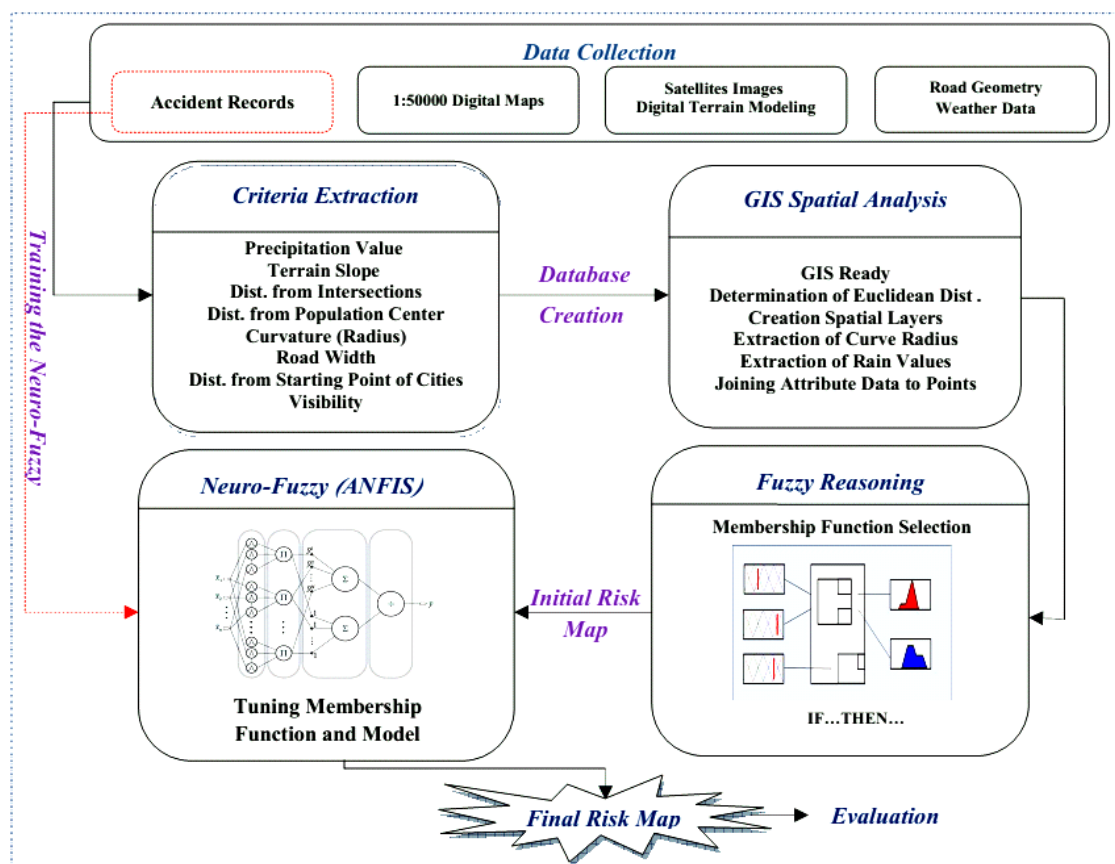 Data Collection
Accident Records
1:50000 Digital Maps
Satellites Images
Digital Terrain Modeling
Road Geometry
Weather Data
Training the Neuro-Fuzzy
Criteria Extraction
Precipitation Value
Terrain Slope
Dist. from Intersections
Dist. from Population Center
Curvature (Radius)
Road Width
Dist. from Starting Point of Cities
Visibility
Database
Creation
GIS Spatial Analysis
GIS Ready
Determination of Euclidean Dist .
Creation Spatial Layers
Extraction of Curve Radius
Extraction of Rain Values
Joining Attribute Data to Points
Neuro-Fuzzy (ANFIS)
Tuning Membership
Function and Model
Initial Risk
Map
Fuzzy Reasoning
Membership Function Selection
IF…THEN…
Final Risk Map
Evaluation